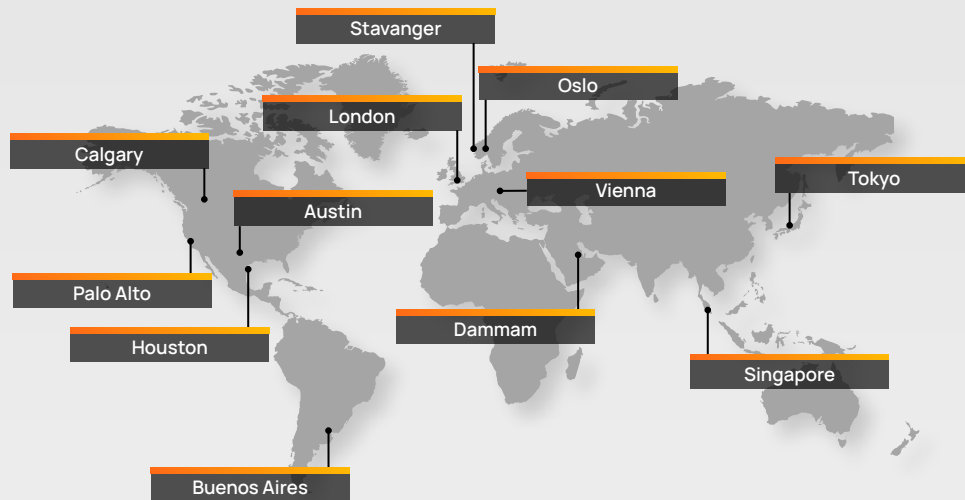 Stavanger
Oslo
London
Calgary
Tokyo
Vienna
Austin
Palo Alto
Dammam
Houston
Singapore
Buenos Aires